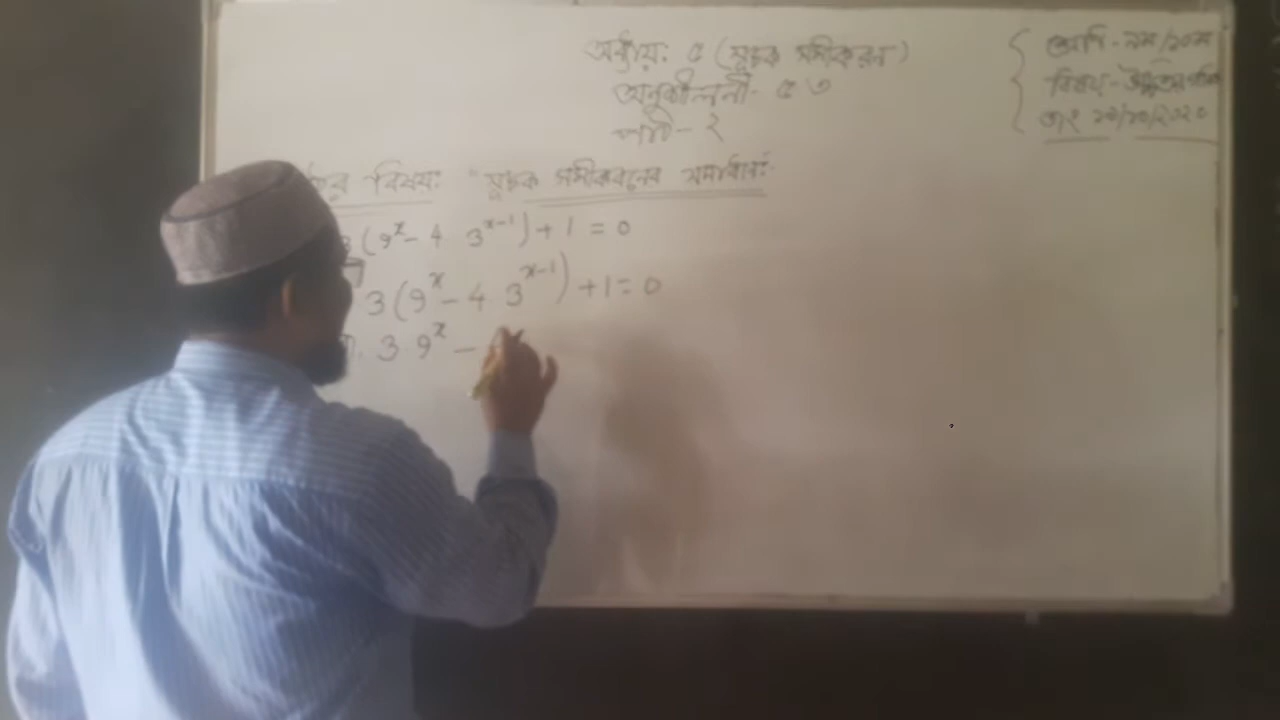 অধ্যায়: ৫ (সূচক সমীকরণ)
অনুশীলনী- ৫ ৩
পাঠ - ২
শ্রেণি - ৯ম/১০ম
বিষয় - উচ্চতর গণিত
তাং
বিষয়: "সূচক সমীকরণের সমাধান"
3(9^x - 4 3^{x-1}) + 1 = 0
3(9^x - 4 3^{x-1}) + 1 = 0
3 9^x -